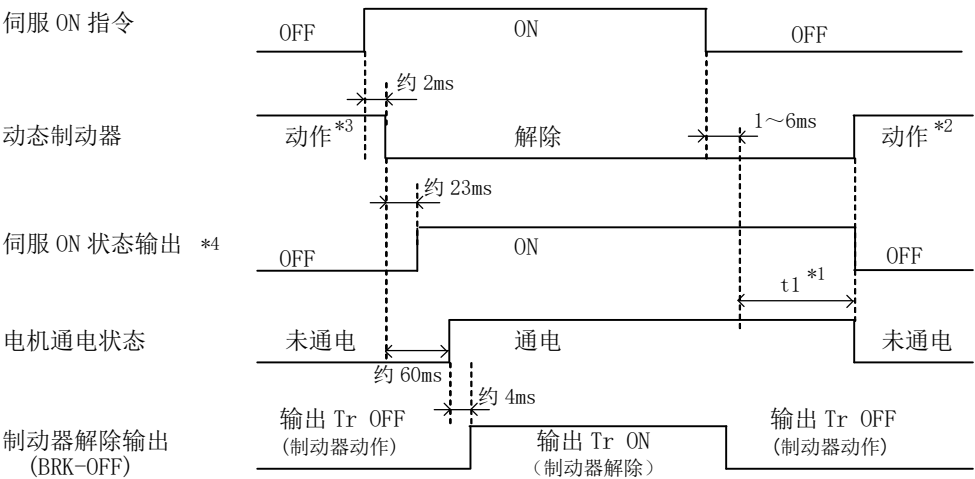 伺服 ON 指令
OFF
ON
OFF
约 2ms
动态制动器
动作*3
解除
1～6ms
动作*2
约 23ms
伺服 ON 状态输出 *4
OFF
ON
OFF
t1 *1
电机通电状态
未通电
通电
未通电
约 60ms
约 4ms
制动器解除输出
(BRK-OFF)
输出 Tr OFF
(制动器动作)
输出 Tr ON
（制动器解除）
输出 Tr OFF
(制动器动作)